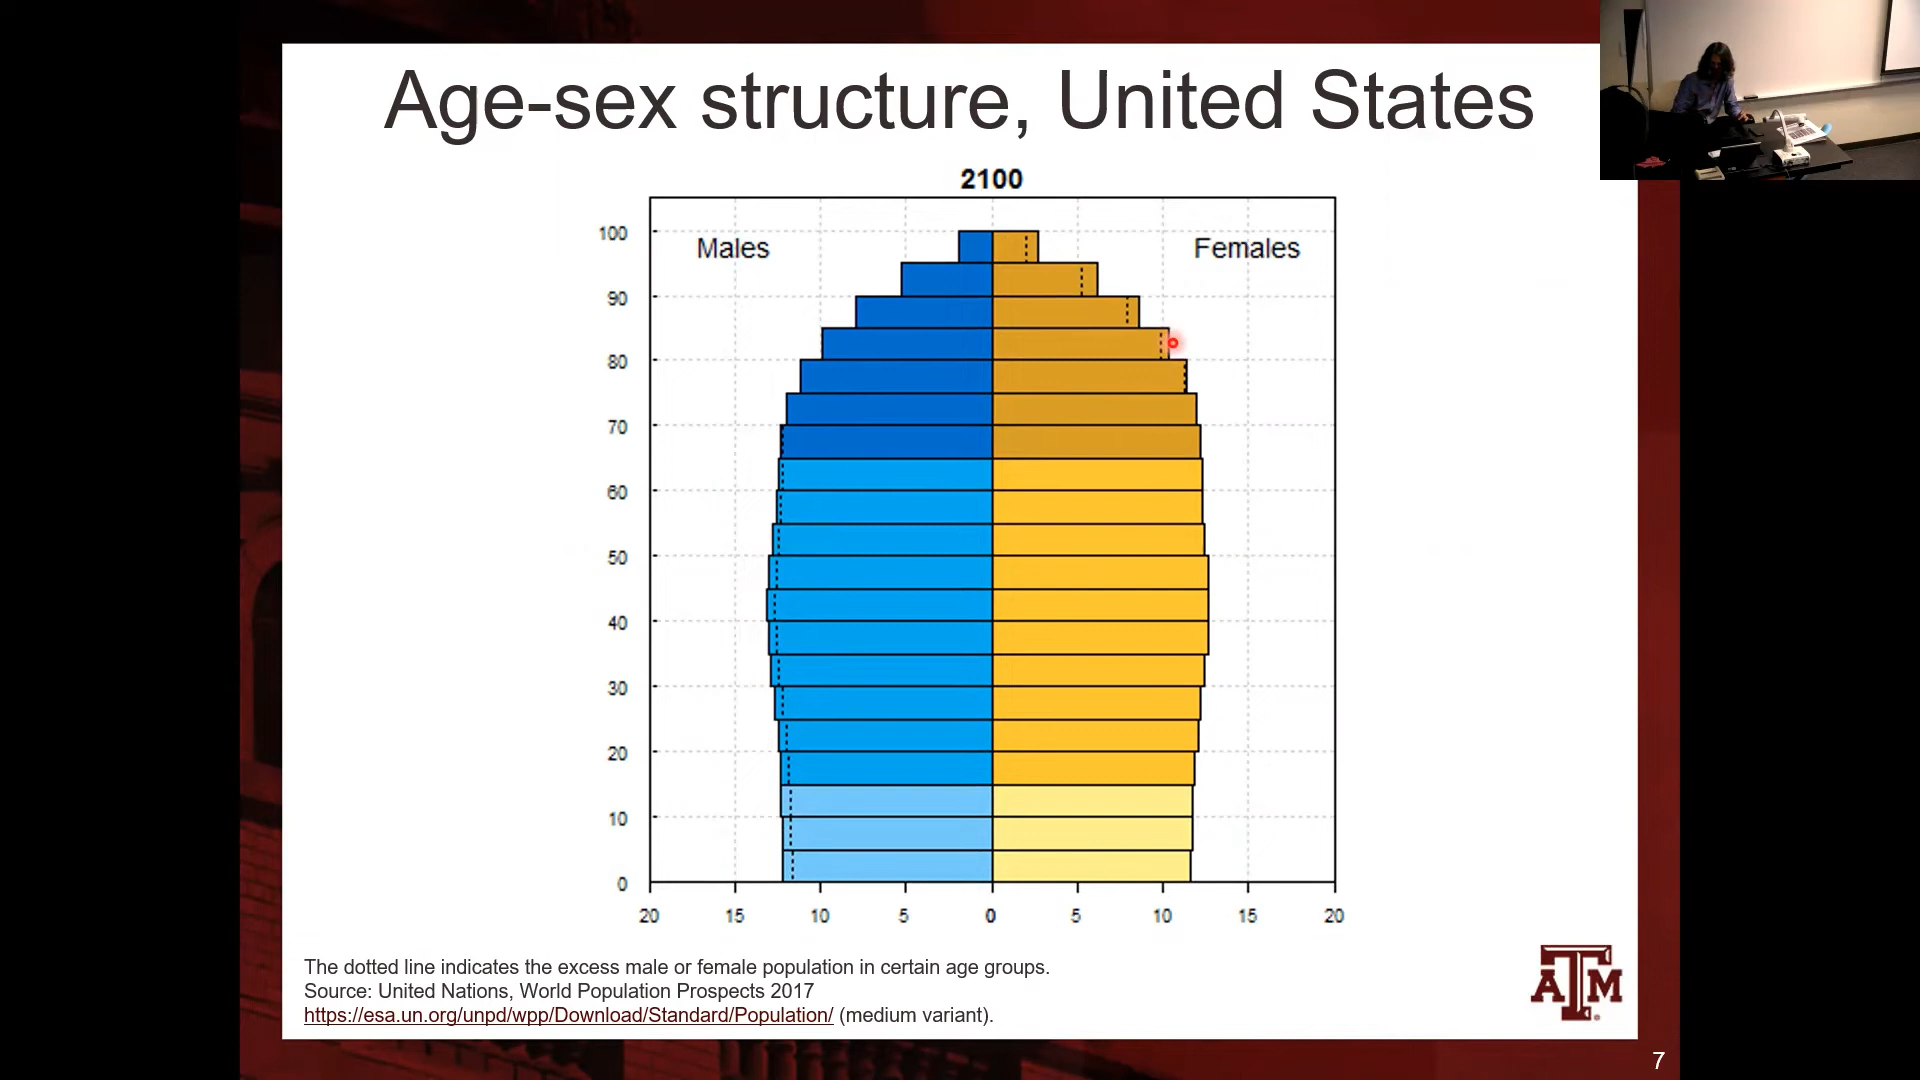 Age-sex structure, United States
2100
Males
Females
100
90
80
70
60
50
40
30
20
10
0
20 15 10 5 0 5 10 15 20
The dotted line indicates the excess male or female population in certain age groups.
Source: United Nations, World Population Prospects 2017
https://esa.un.org/unpd/wpp/Download/Standard/Population/ (medium variant).
ATM
7